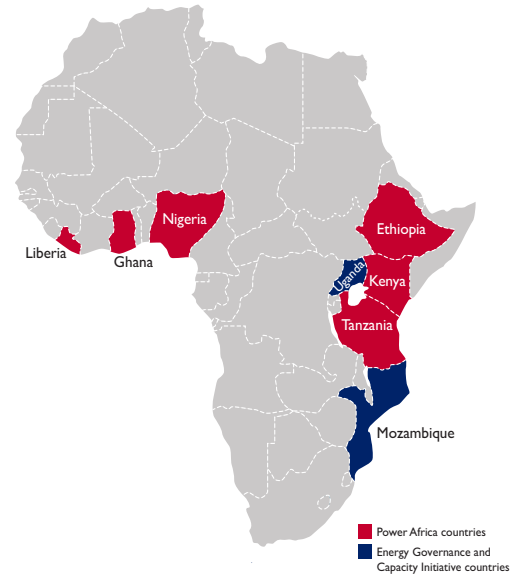 Nigeria
Ethiopia
Liberia
Ghana
Uganda
Kenya
Tanzania
Mozambique
Power Africa countries
Energy Governance and
Capacity Initiative countries